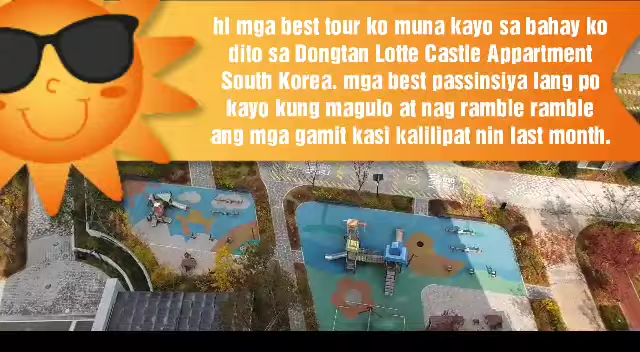 hI mga best tour ko muna kayo sa bahay ko
dito sa Dongtan Lotte Castle Appartment
South Korea. mga best passinsiya lang po
kayo kung magulo at nag ramble ramble
ang mga gamit kasi kalilipat nin last month.